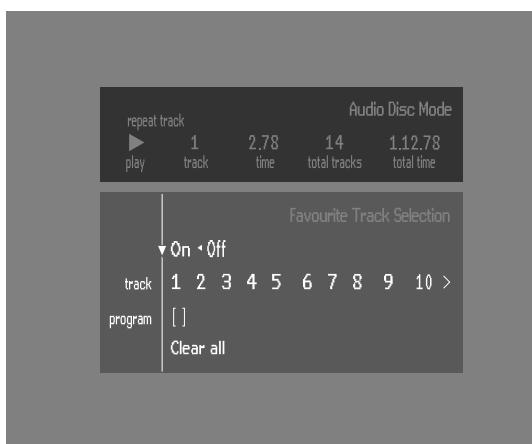 Audio Disc Mode
repeat track
1 2.78 14 1.12.78
play track time total tracks total time
Favourite Track Selection
On Off
track 1 2 3 4 5 6 7 8 9 10 >
program [ ]
Clear all